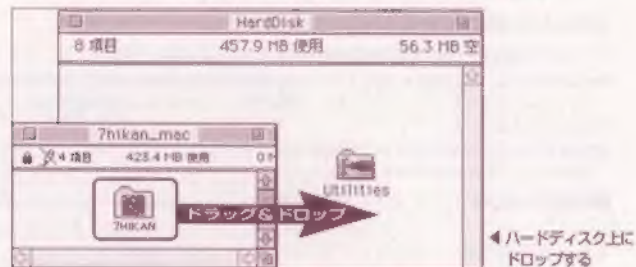 HardDisk
8 項目 457.9 MB 使用 56.3 MB 空
7hikan_mac
4 項目 423.4 MB 使用 0 M
Utilities
7HIKAN
ドラッグ&ドロップ
◀ハードディスク上に
ドロップする